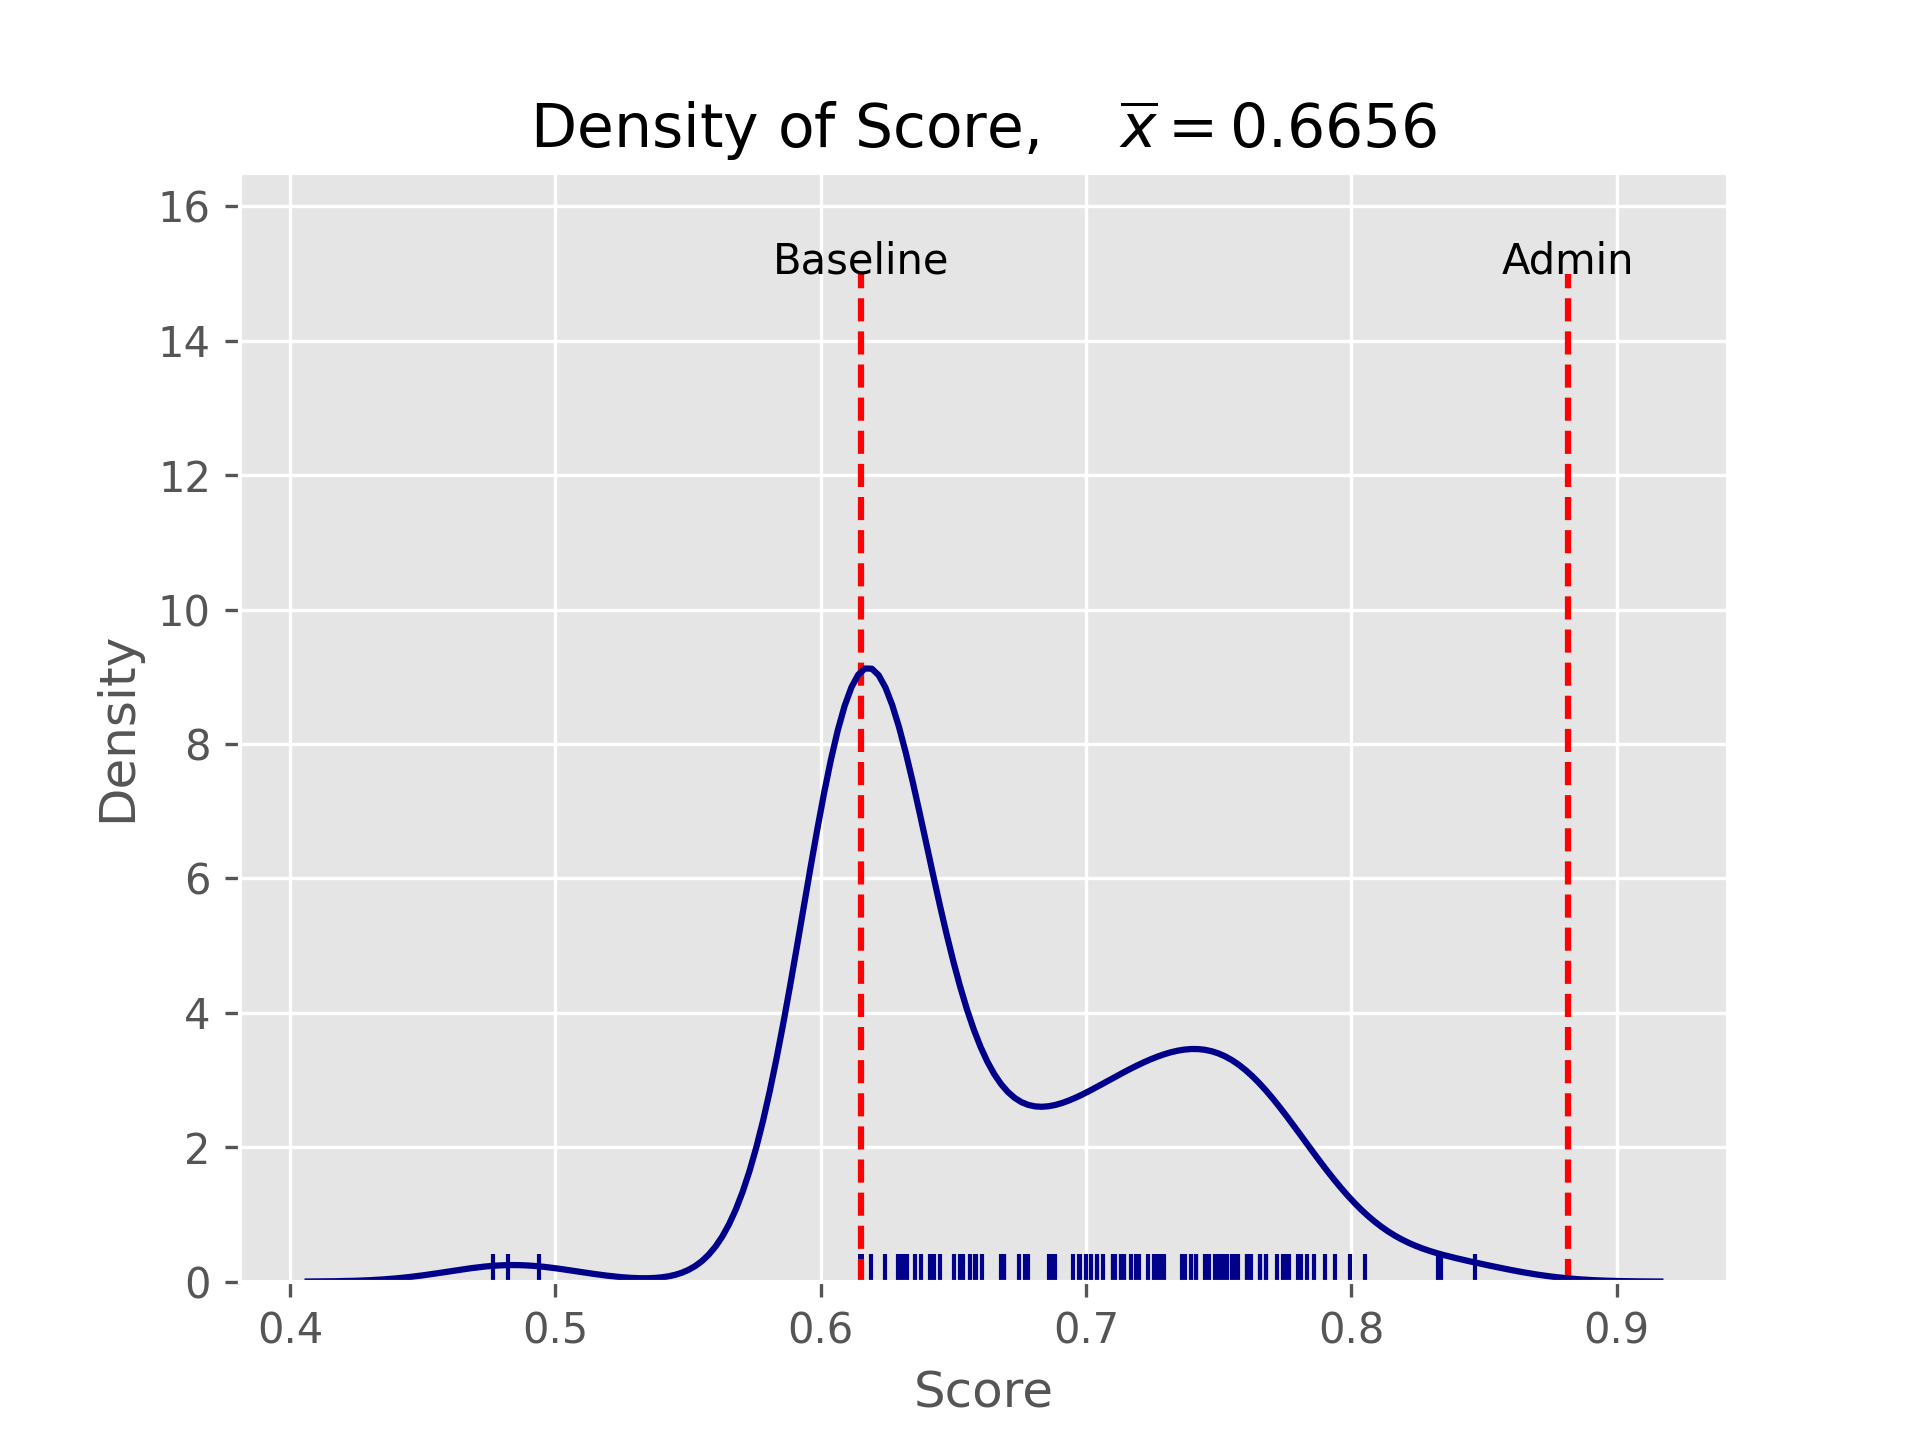 Density of Score, x̅ = 0.6656
16
14
12
10
8
6
4
2
0
Density
Baseline
Admin
0.4 0.5 0.6 0.7 0.8 0.9
Score